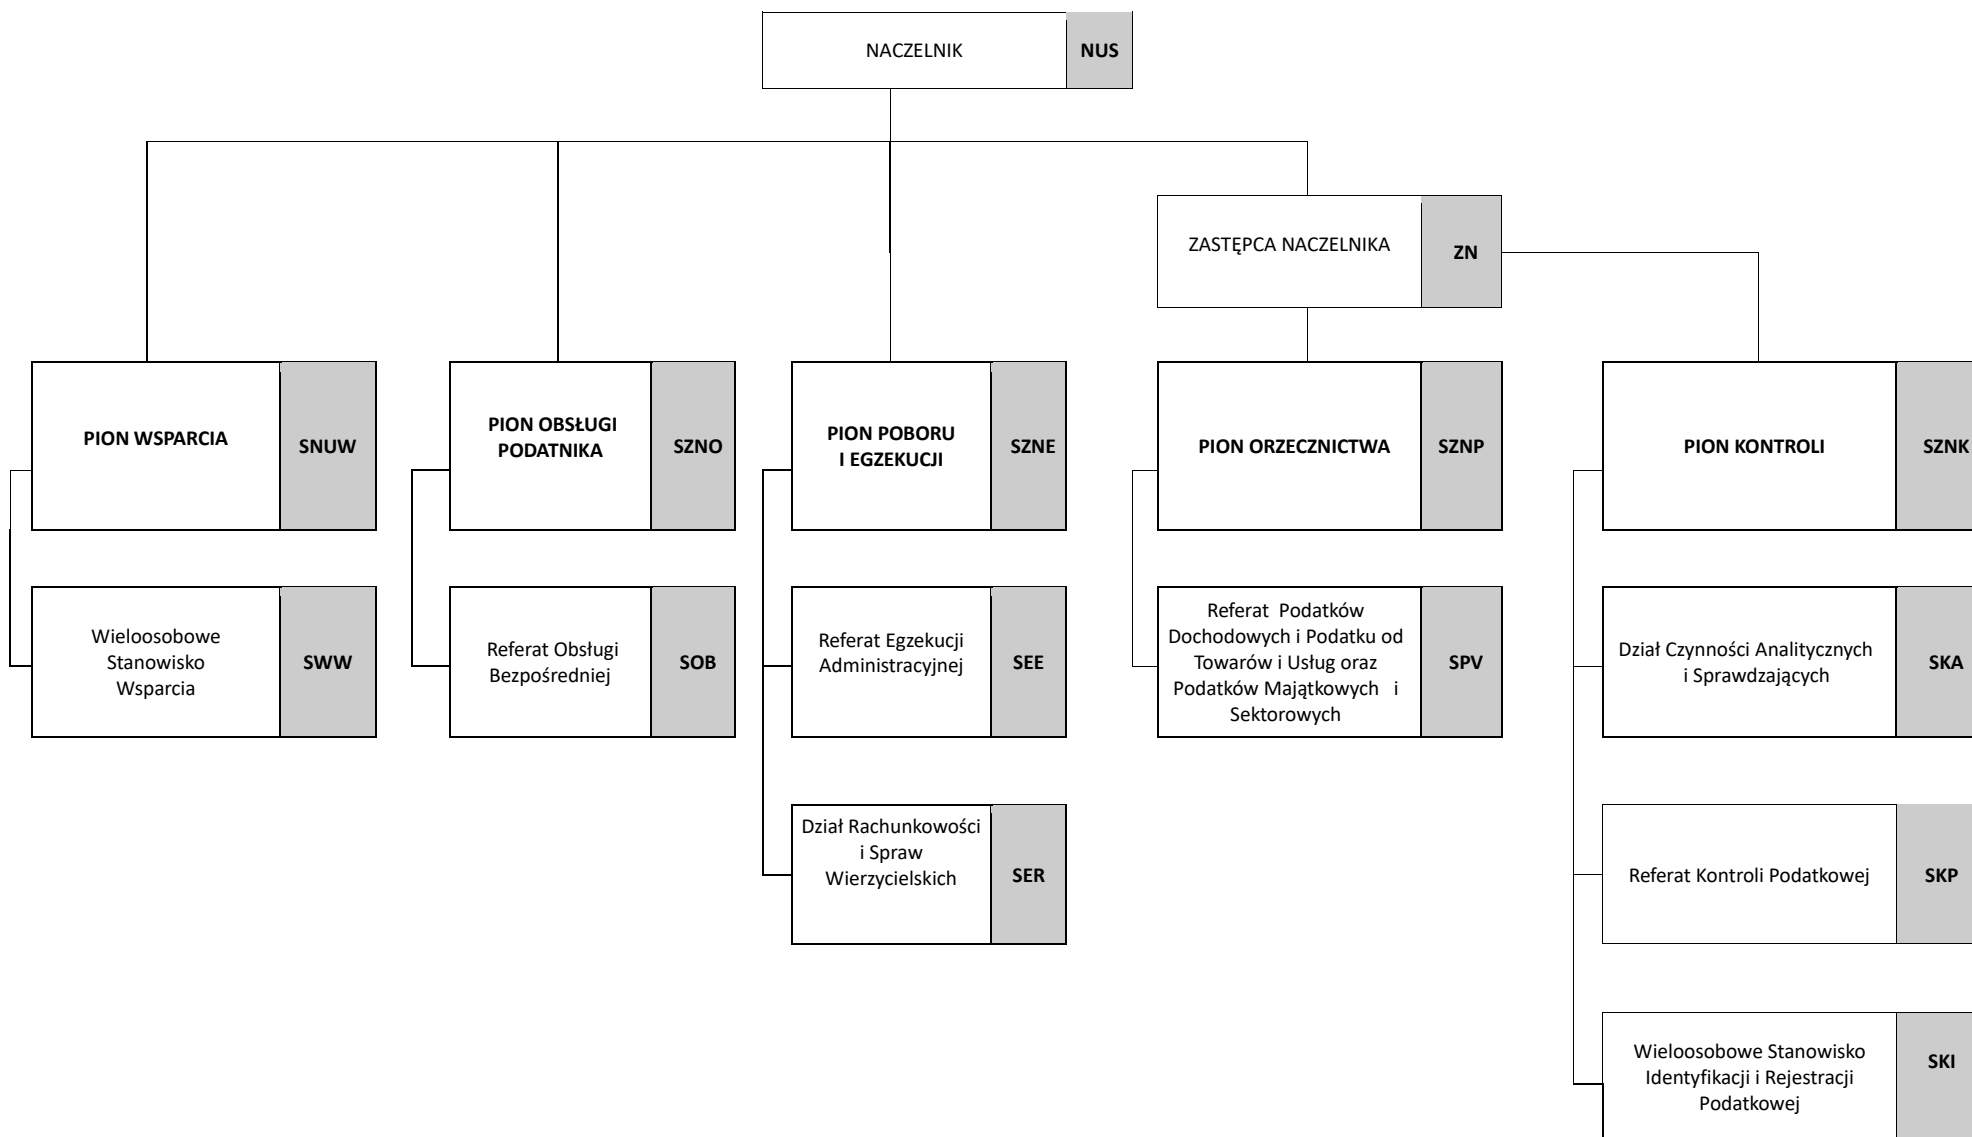 NACZELNIK
NUS
ZASTĘPCA NACZELNIKA
ZN
PION WSPARCIA
SNUW
PION OBSŁUGI
PODATNIKA
SZNO
PION POBORU
I EGZEKUCJI
SZNE
PION ORZECZNICTWA
SZNP
PION KONTROLI
SZNK
Wieloosobowe
Stanowisko
Wsparcia
SWW
Referat Obsługi
Bezpośredniej
SOB
Referat Egzekucji
Administracyjnej
SEE
Referat Podatków
Dochodowych i Podatku od
Towarów i Usług oraz
Podatków Majątkowych i
Sektorowych
SPV
Dział Czynności Analitycznych
i Sprawdzających
SKA
Dział Rachunkowości
i Spraw
Wierzycielskich
SER
Referat Kontroli Podatkowej
SKP
Wieloosobowe Stanowisko
Identyfikacji i Rejestracji
Podatkowej
SKI